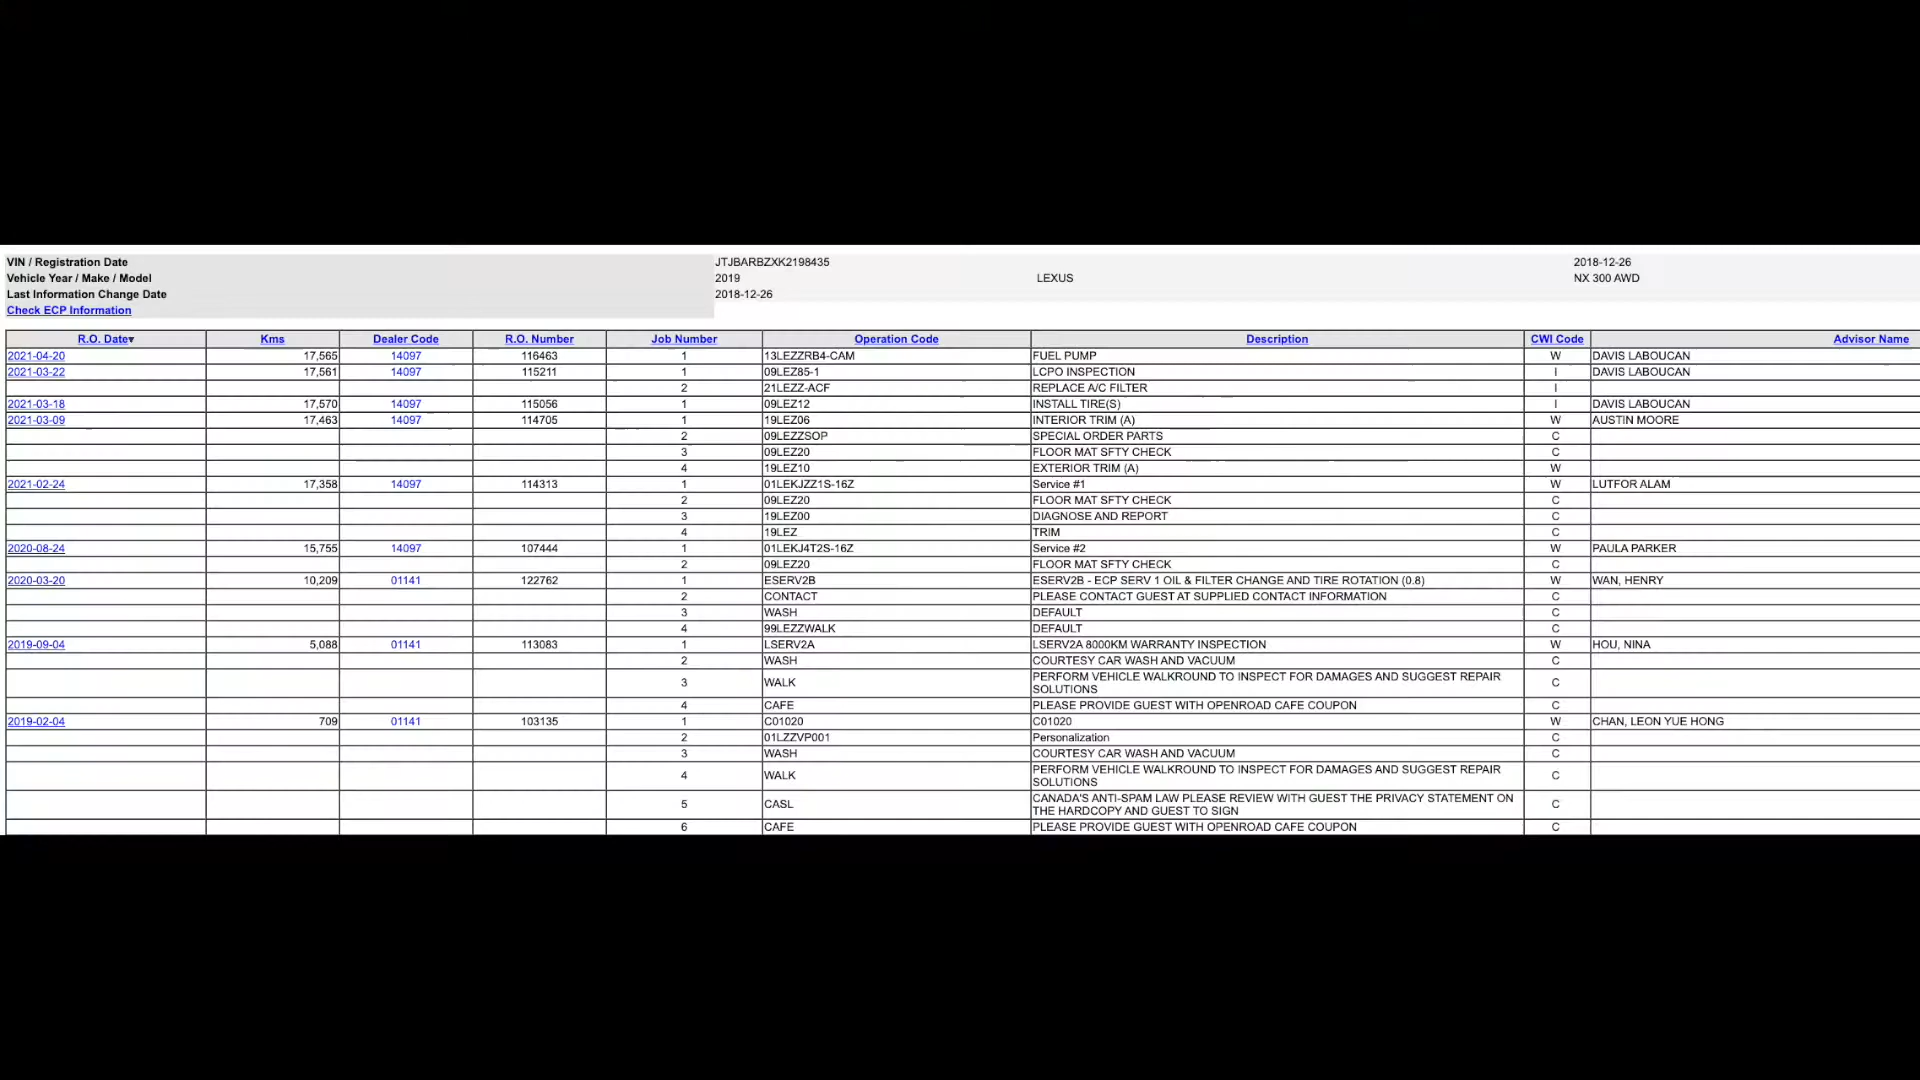 VIN / Registration Date JTJBARBZXK2198435 2018-12-26
Vehicle Year / Make / Model 2019 LEXUS NX 300 AWD
Last Information Change Date 2018-12-26
Check ECP Information
R.O. Date▾ Kms Dealer Code R.O. Number Job Number Operation Code Description CWI Code Advisor Name
2021-04-20 17,565 14097 116463 1 13LEZZRB4-CAM FUEL PUMP W DAVIS LABOUCAN
2021-03-22 17,561 14097 115211 1 09LEZ85-1 LCPO INSPECTION I DAVIS LABOUCAN
2 21LEZZ-ACF REPLACE A/C FILTER I
2021-03-18 17,570 14097 115056 1 09LEZ12 INSTALL TIRE(S) I DAVIS LABOUCAN
2021-03-09 17,463 14097 114705 1 19LEZ06 INTERIOR TRIM (A) W AUSTIN MOORE
2 09LEZZSOP SPECIAL ORDER PARTS C
3 09LEZ20 FLOOR MAT SFTY CHECK C
4 19LEZ10 EXTERIOR TRIM (A) W
2021-02-24 17,358 14097 114313 1 01LEKJZZ1S-16Z Service #1 W LUTFOR ALAM
2 09LEZ20 FLOOR MAT SFTY CHECK C
3 19LEZ00 DIAGNOSE AND REPORT C
4 19LEZ TRIM C
2020-08-24 15,755 14097 107444 1 01LEKJ4T2S-16Z Service #2 W PAULA PARKER
2 09LEZ20 FLOOR MAT SFTY CHECK C
2020-03-20 10,209 01141 122762 1 ESERV2B ESERV2B - ECP SERV 1 OIL & FILTER CHANGE AND TIRE ROTATION (0.8) W WAN, HENRY
2 CONTACT PLEASE CONTACT GUEST AT SUPPLIED CONTACT INFORMATION C
3 WASH DEFAULT C
4 99LEZZWALK DEFAULT C
2019-09-04 5,088 01141 113083 1 LSERV2A LSERV2A 8000KM WARRANTY INSPECTION W HOU, NINA
2 WASH COURTESY CAR WASH AND VACUUM C
3 WALK PERFORM VEHICLE WALKROUND TO INSPECT FOR DAMAGES AND SUGGEST REPAIR
SOLUTIONS C
4 CAFE PLEASE PROVIDE GUEST WITH OPENROAD CAFE COUPON C
2019-02-04 709 01141 103135 1 C01020 C01020 W CHAN, LEON YUE HONG
2 01LZZVP001 Personalization C
3 WASH COURTESY CAR WASH AND VACUUM C
4 WALK PERFORM VEHICLE WALKROUND TO INSPECT FOR DAMAGES AND SUGGEST REPAIR
SOLUTIONS C
5 CASL CANADA'S ANTI-SPAM LAW PLEASE REVIEW WITH GUEST THE PRIVACY STATEMENT ON
THE HARDCOPY AND GUEST TO SIGN C
6 CAFE PLEASE PROVIDE GUEST WITH OPENROAD CAFE COUPON C